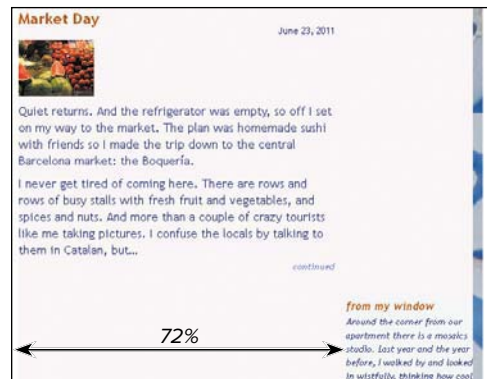 Market Day
June 23, 2011
Quiet returns. And the refrigerator was empty, so off I set
on my way to the market. The plan was homemade sushi
with friends so I made the trip down to the central
Barcelona market: the Boquería.
I never get tired of coming here. There are rows and
rows of busy stalls with fresh fruit and vegetables, and
spices and nuts. And more than a couple of crazy tourists
like me taking pictures. I confuse the locals by talking to
them in Catalan, but…
continued
from my window
Around the corner from our
apartment there is a mosaics
studio. Last year and the year
before, I walked by and looked
in wistfully, thinking how cool
72%